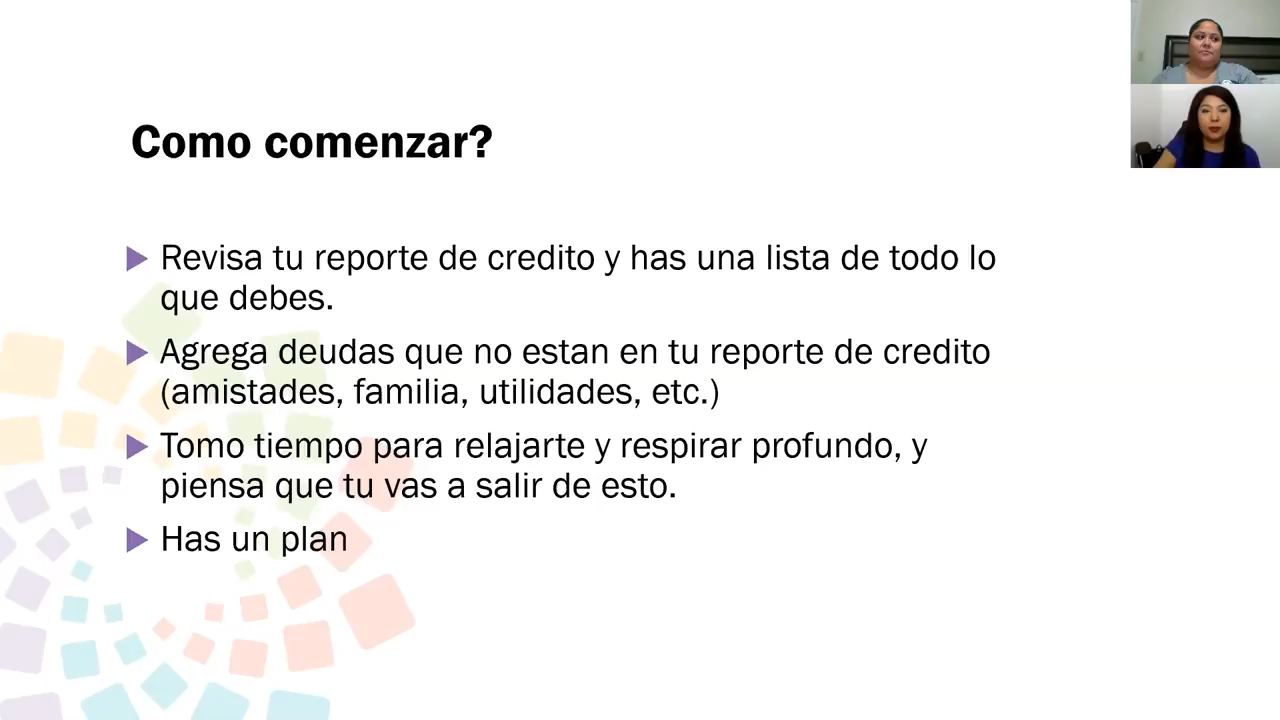 Como comenzar?
Revisa tu reporte de credito y has una lista de todo lo
que debes.
Agrega deudas que no estan en tu reporte de credito
(amistades, familia, utilidades, etc.)
Tomo tiempo para relajarte y respirar profundo, y
piensa que tu vas a salir de esto.
Has un plan